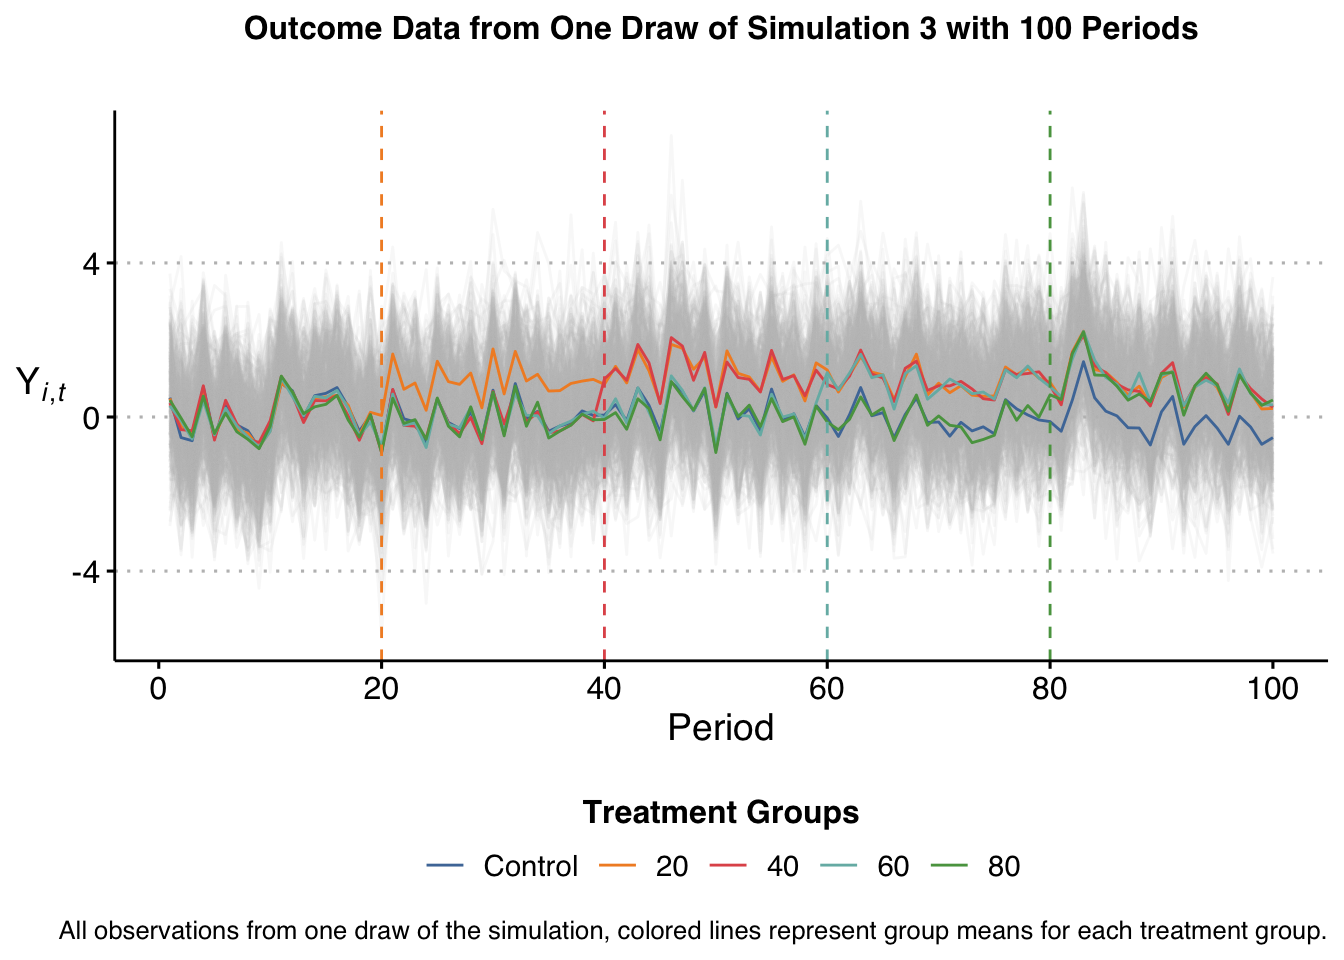 Outcome Data from One Draw of Simulation 3 with 100 Periods
4
Y i,t
0
-4
0 20 40 60 80 100
Period
Treatment Groups
Control 20 40 60 80
All observations from one draw of the simulation, colored lines represent group means for each treatment group.